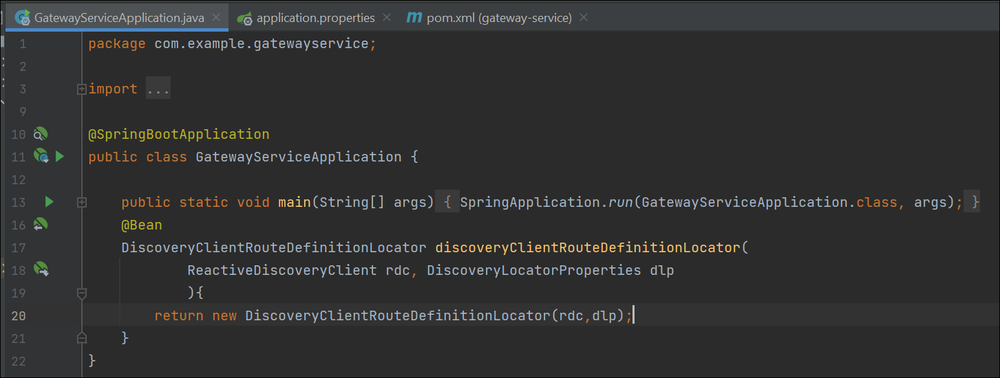 GatewayServiceApplication.java application.properties m pom.xml (gateway-service)
1 package com.example.gatewayservice;
2
3 import ...
9
10 @SpringBootApplication
11 public class GatewayServiceApplication {
12
13 public static void main(String[] args) { SpringApplication.run(GatewayServiceApplication.class, args); }
16 @Bean
17 DiscoveryClientRouteDefinitionLocator discoveryClientRouteDefinitionLocator(
18 ReactiveDiscoveryClient rdc, DiscoveryLocatorProperties dlp
19 ){
20 return new DiscoveryClientRouteDefinitionLocator(rdc,dlp);
21 }
22 }